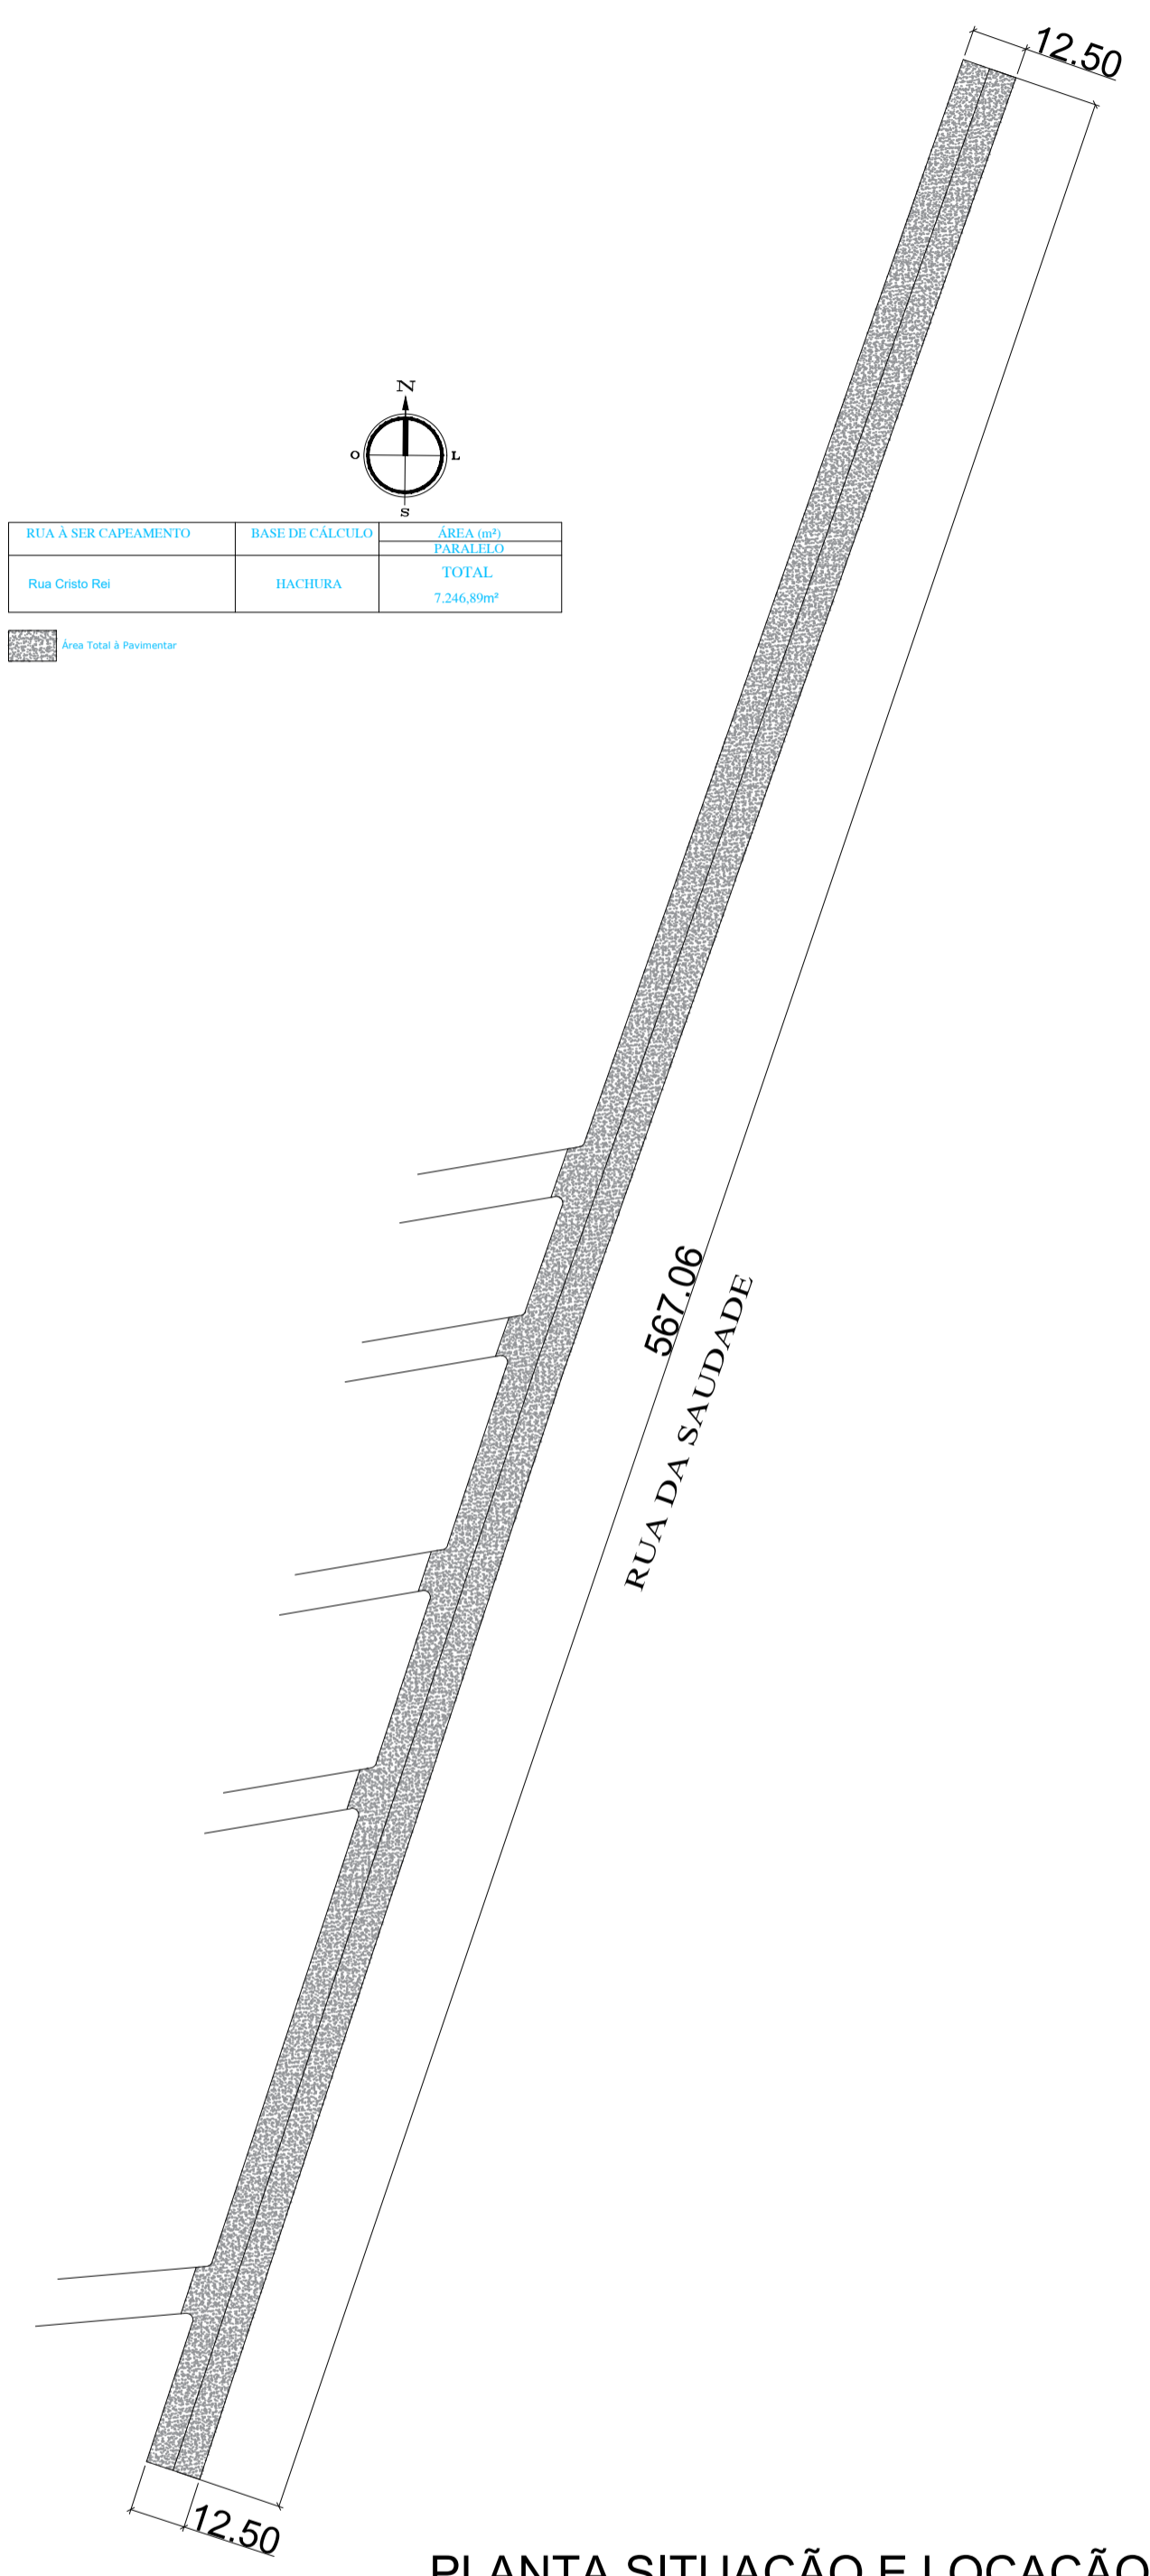 12.50
N
O
L
S
RUA À SER CAPEAMENTO
BASE DE CÁLCULO
ÁREA (m²)
PARALELO
Rua Cristo Rei
HACHURA
TOTAL
7.246,89m²
Área Total à Pavimentar
567.06
RUA DA SAUDADE
12.50
PLANTA SITUAÇÃO E LOCAÇÃO